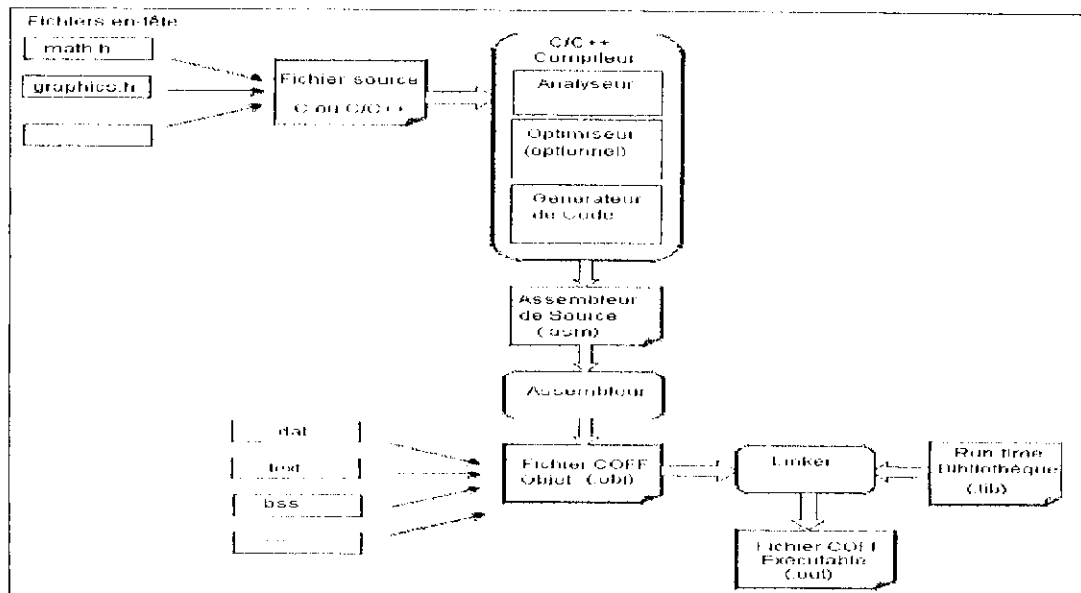 Fichiers en-tête
math.h
graphics.h
Fichier source
C ou C/C++
C/C++
Compileur
Analyseur
Optimiseur
(optionnel)
Générateur
de Code
Assembleur
de Source
(.asm)
Assembleur
.dat
.text
.bss
...
Fichier COFF
Objet (.obj)
Linker
Run time
Bibliothèque
(.lib)
Fichier COFF
Exécutable
(.out)